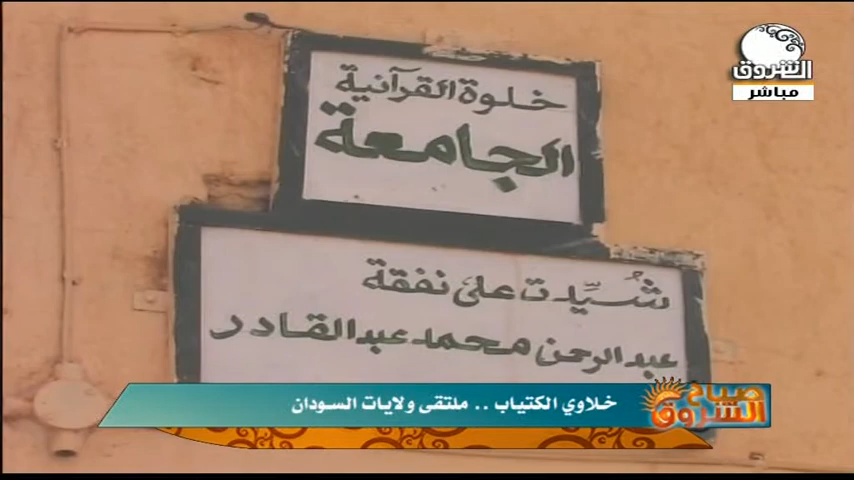 الشروق
مباشر
خلوة القرآنية
الجامعة
شُيّدت على نفقة
عبد الرحمن محمد عبد القادر
صباح
الشروق
خلاوي الكتياب .. ملتقى ولايات السودان